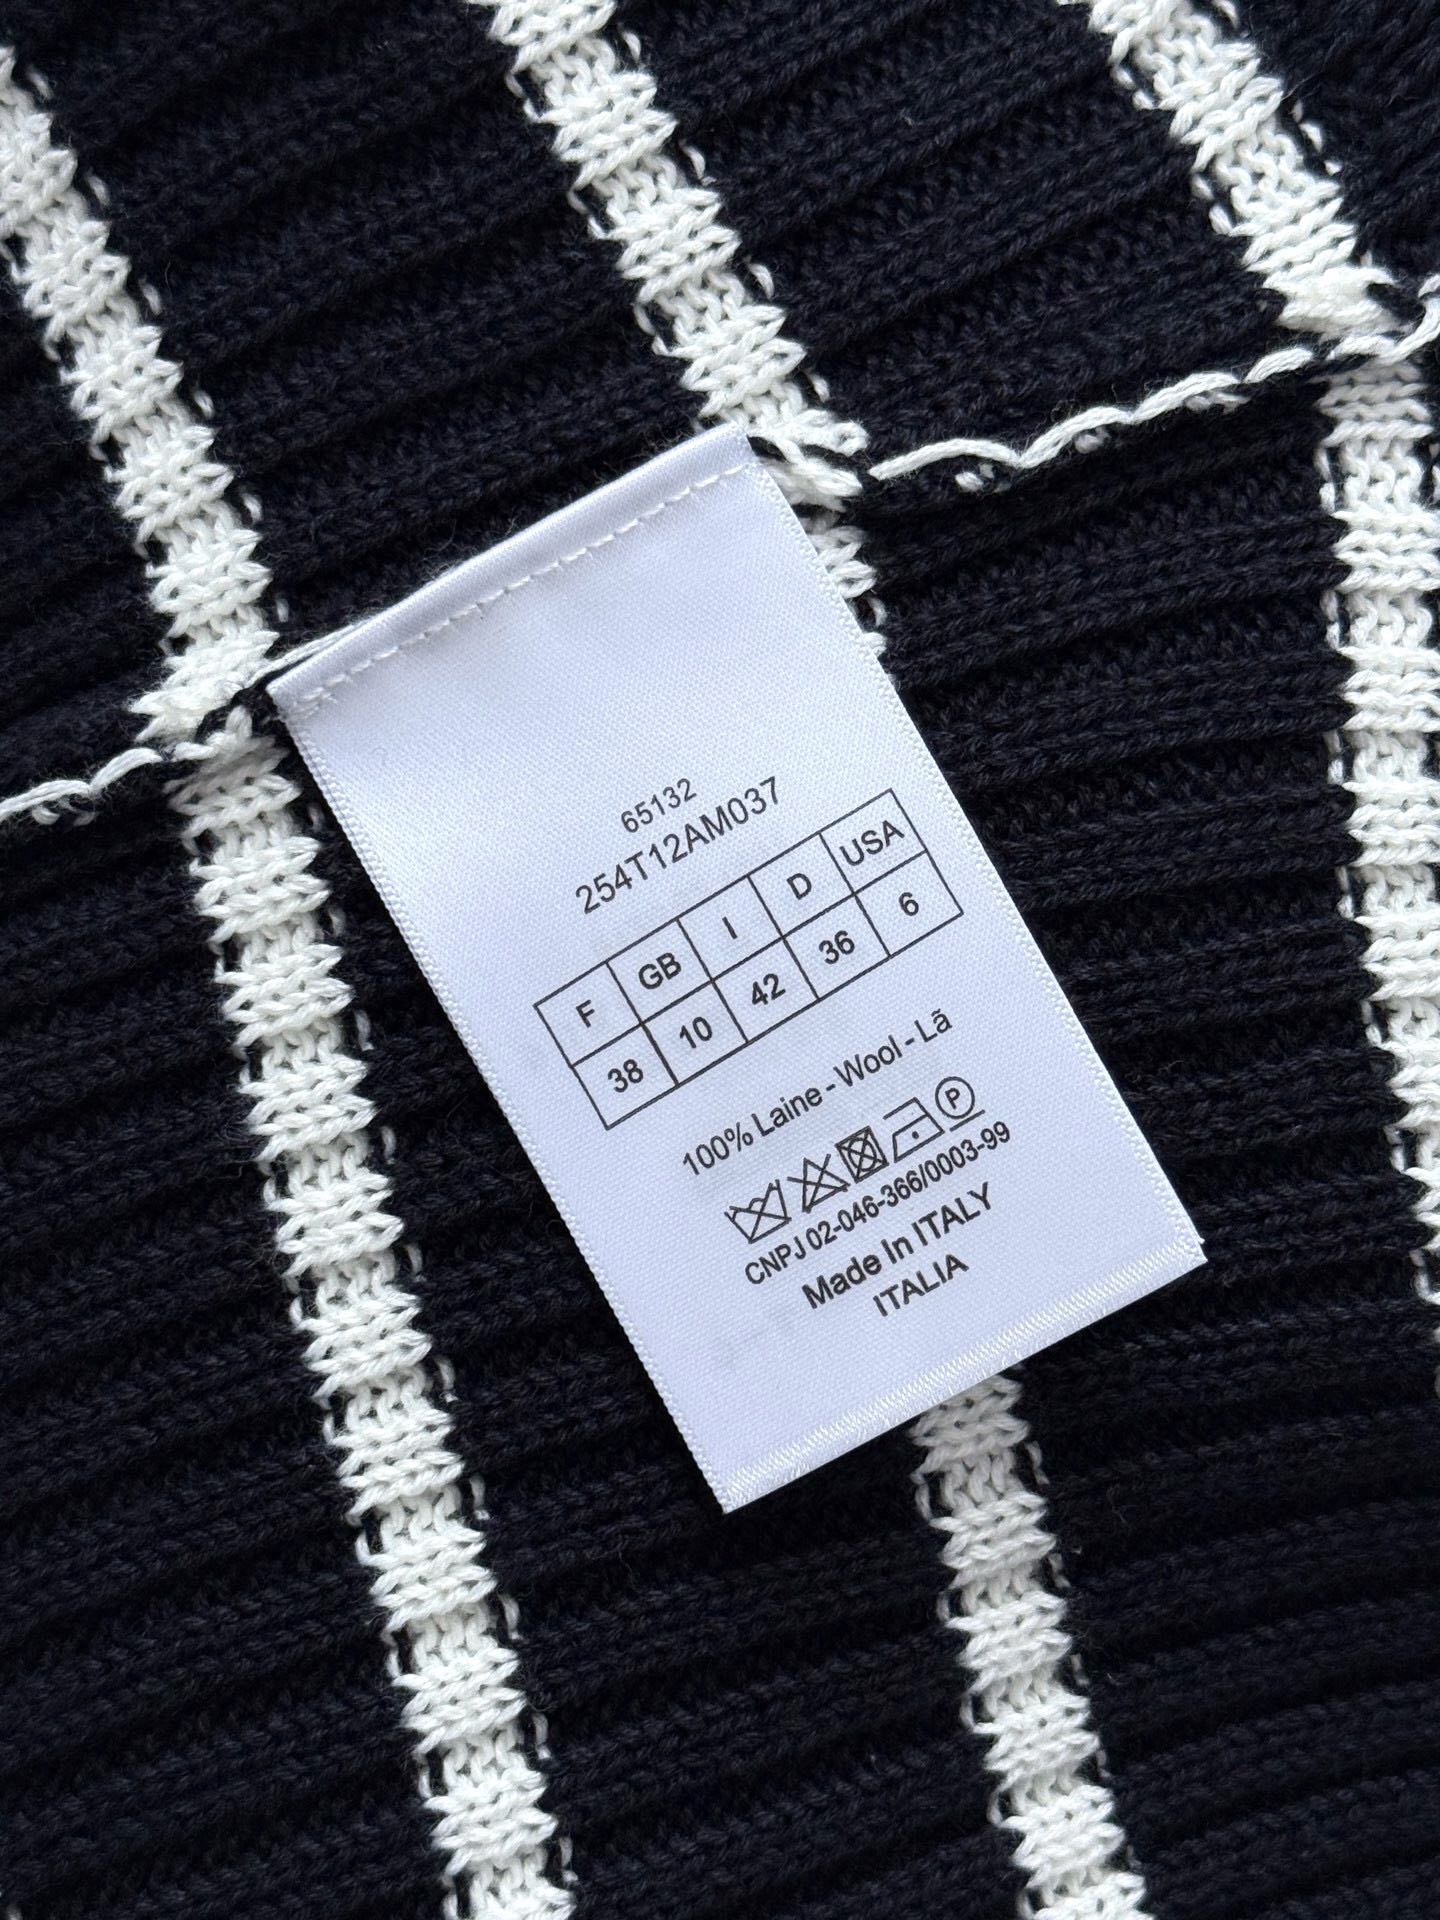 65132
254T12AM037
F GB I D USA
38 10 42 36 6
100% Laine - Wool - Lã
P
CNPJ 02-046-366/0003-99
Made In ITALY
ITALIA